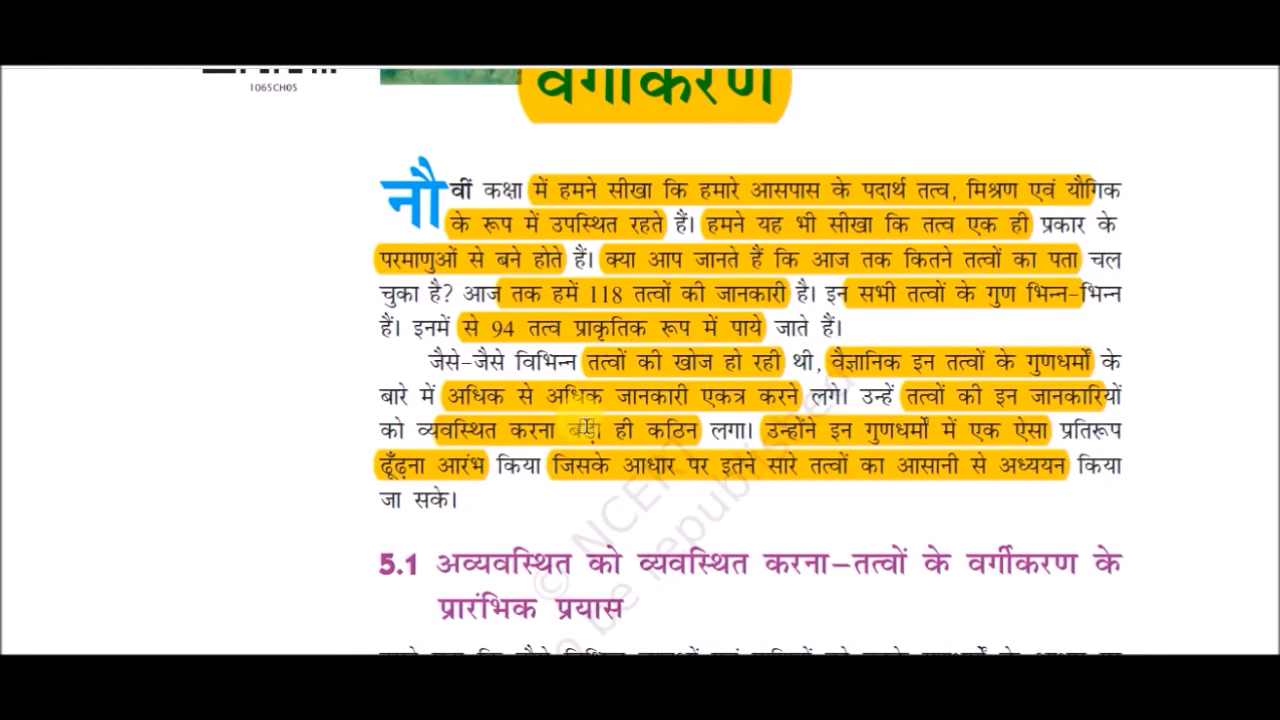 1065CH05
वर्गीकरण
नौवीं कक्षा में हमने सीखा कि हमारे आसपास के पदार्थ तत्व, मिश्रण एवं यौगिक
के रूप में उपस्थित रहते हैं। हमने यह भी सीखा कि तत्व एक ही प्रकार के
परमाणुओं से बने होते हैं। क्या आप जानते हैं कि आज तक कितने तत्वों का पता चल
चुका है? आज तक हमें 118 तत्वों की जानकारी है। इन सभी तत्वों के गुण भिन्न-भिन्न
हैं। इनमें से 94 तत्व प्राकृतिक रूप में पाये जाते हैं।
जैसे-जैसे विभिन्न तत्वों की खोज हो रही थी, वैज्ञानिक इन तत्वों के गुणधर्मों के
बारे में अधिक से अधिक जानकारी एकत्र करने लगे। उन्हें तत्वों की इन जानकारियों
को व्यवस्थित करना बड़ा ही कठिन लगा। उन्होंने इन गुणधर्मों में एक ऐसा प्रतिरूप
ढूँढ़ना आरंभ किया जिसके आधार पर इतने सारे तत्वों का आसानी से अध्ययन किया
जा सके।
© NCERT
o be republished
5.1 अव्यवस्थित को व्यवस्थित करना–तत्वों के वर्गीकरण के
प्रारंभिक प्रयास